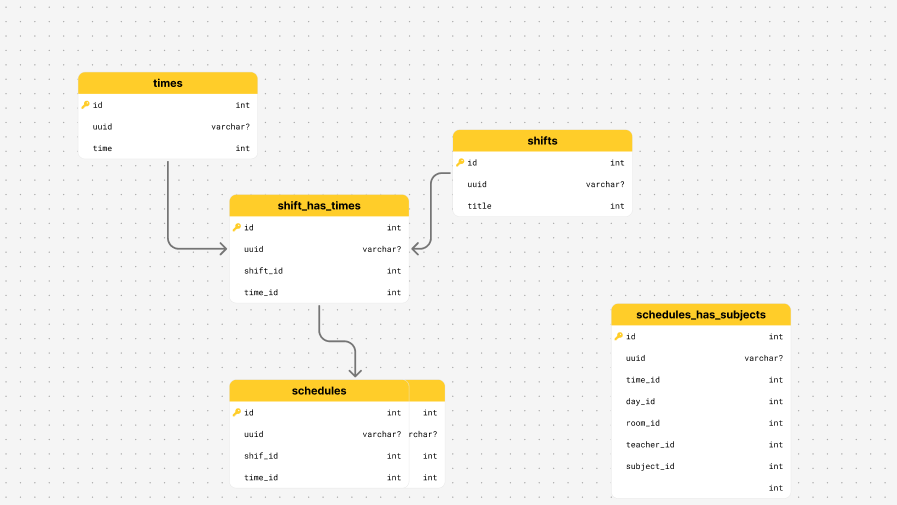 times
id int
uuid varchar?
time int
shifts
id int
uuid varchar?
title int
shift_has_times
id int
uuid varchar?
shift_id int
time_id int
schedules_has_subjects
id int
uuid varchar?
time_id int
day_id int
room_id int
teacher_id int
subject_id int
int
schedules
id int int
uuid varchar? rchar?
shif_id int int
time_id int int